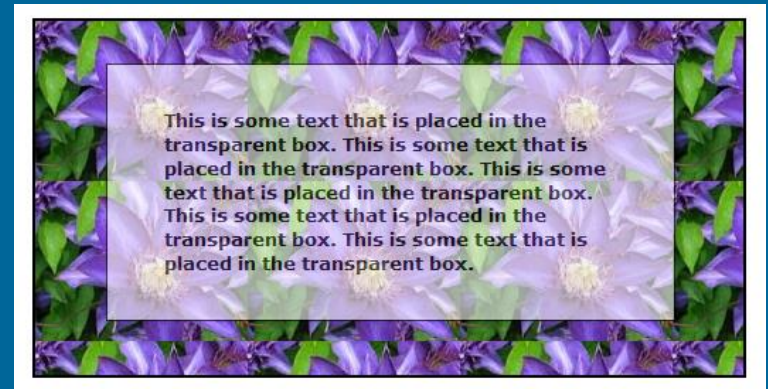 This is some text that is placed in the
transparent box. This is some text that is
placed in the transparent box. This is some
text that is placed in the transparent box.
This is some text that is placed in the
transparent box. This is some text that is
placed in the transparent box.